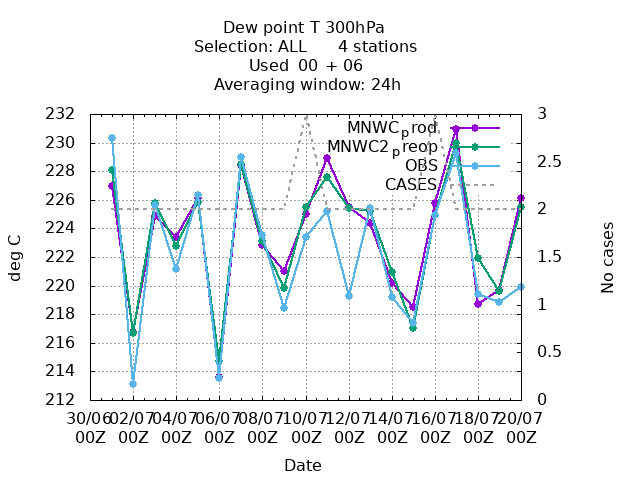 Dew point T 300hPa
Selection: ALL 4 stations
Used 00 + 06
Averaging window: 24h
232
230
228
226
224
222
220
218
216
214
212
deg C
3
2.5
2
1.5
1
0.5
0
No cases
MNWCprod
MNWC2preop
OBS
CASES
30/06 02/07 04/07 06/07 08/07 10/07 12/07 14/07 16/07 18/07 20/07
00Z 00Z 00Z 00Z 00Z 00Z 00Z 00Z 00Z 00Z 00Z
Date